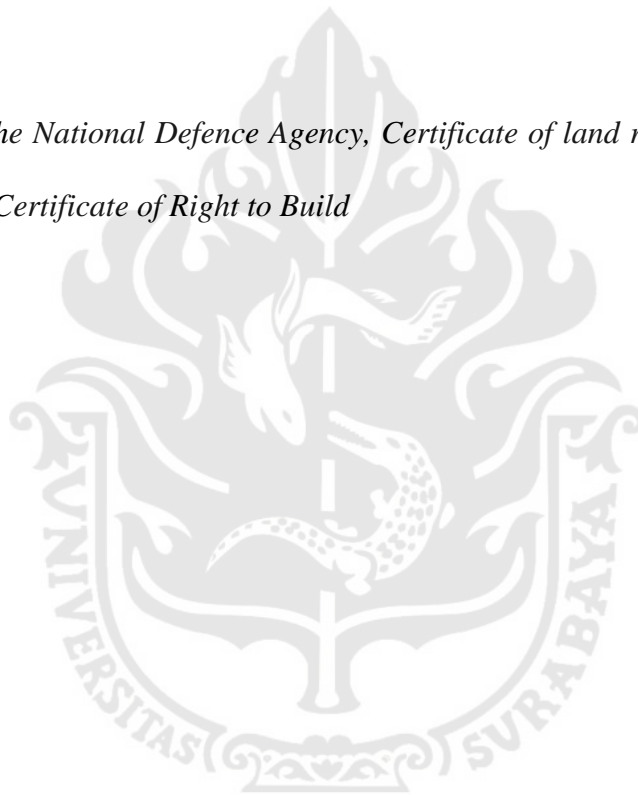 he National Defence Agency, Certificate of land r
Certificate of Right to Build
UNIVERSITAS SURABAYA